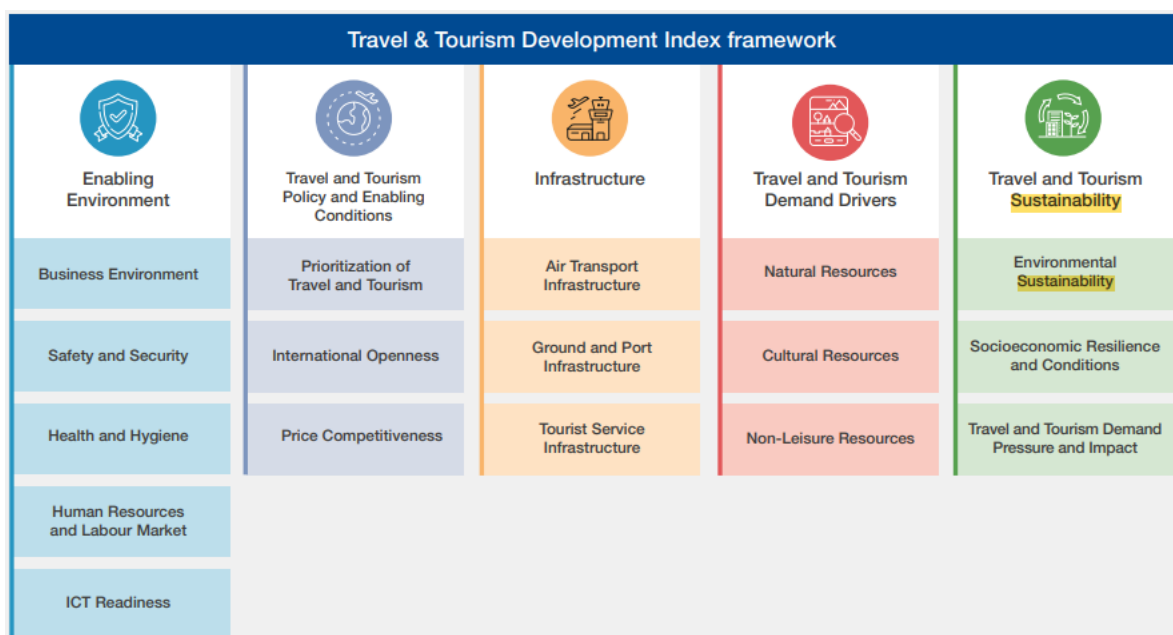 Travel & Tourism Development Index framework
Enabling
Environment
Business Environment
Safety and Security
Health and Hygiene
Human Resources
and Labour Market
ICT Readiness
Travel and Tourism
Policy and Enabling
Conditions
Prioritization of
Travel and Tourism
International Openness
Price Competitiveness
Infrastructure
Air Transport
Infrastructure
Ground and Port
Infrastructure
Tourist Service
Infrastructure
Travel and Tourism
Demand Drivers
Natural Resources
Cultural Resources
Non-Leisure Resources
Travel and Tourism
Sustainability
Environmental
Sustainability
Socioeconomic Resilience
and Conditions
Travel and Tourism Demand
Pressure and Impact